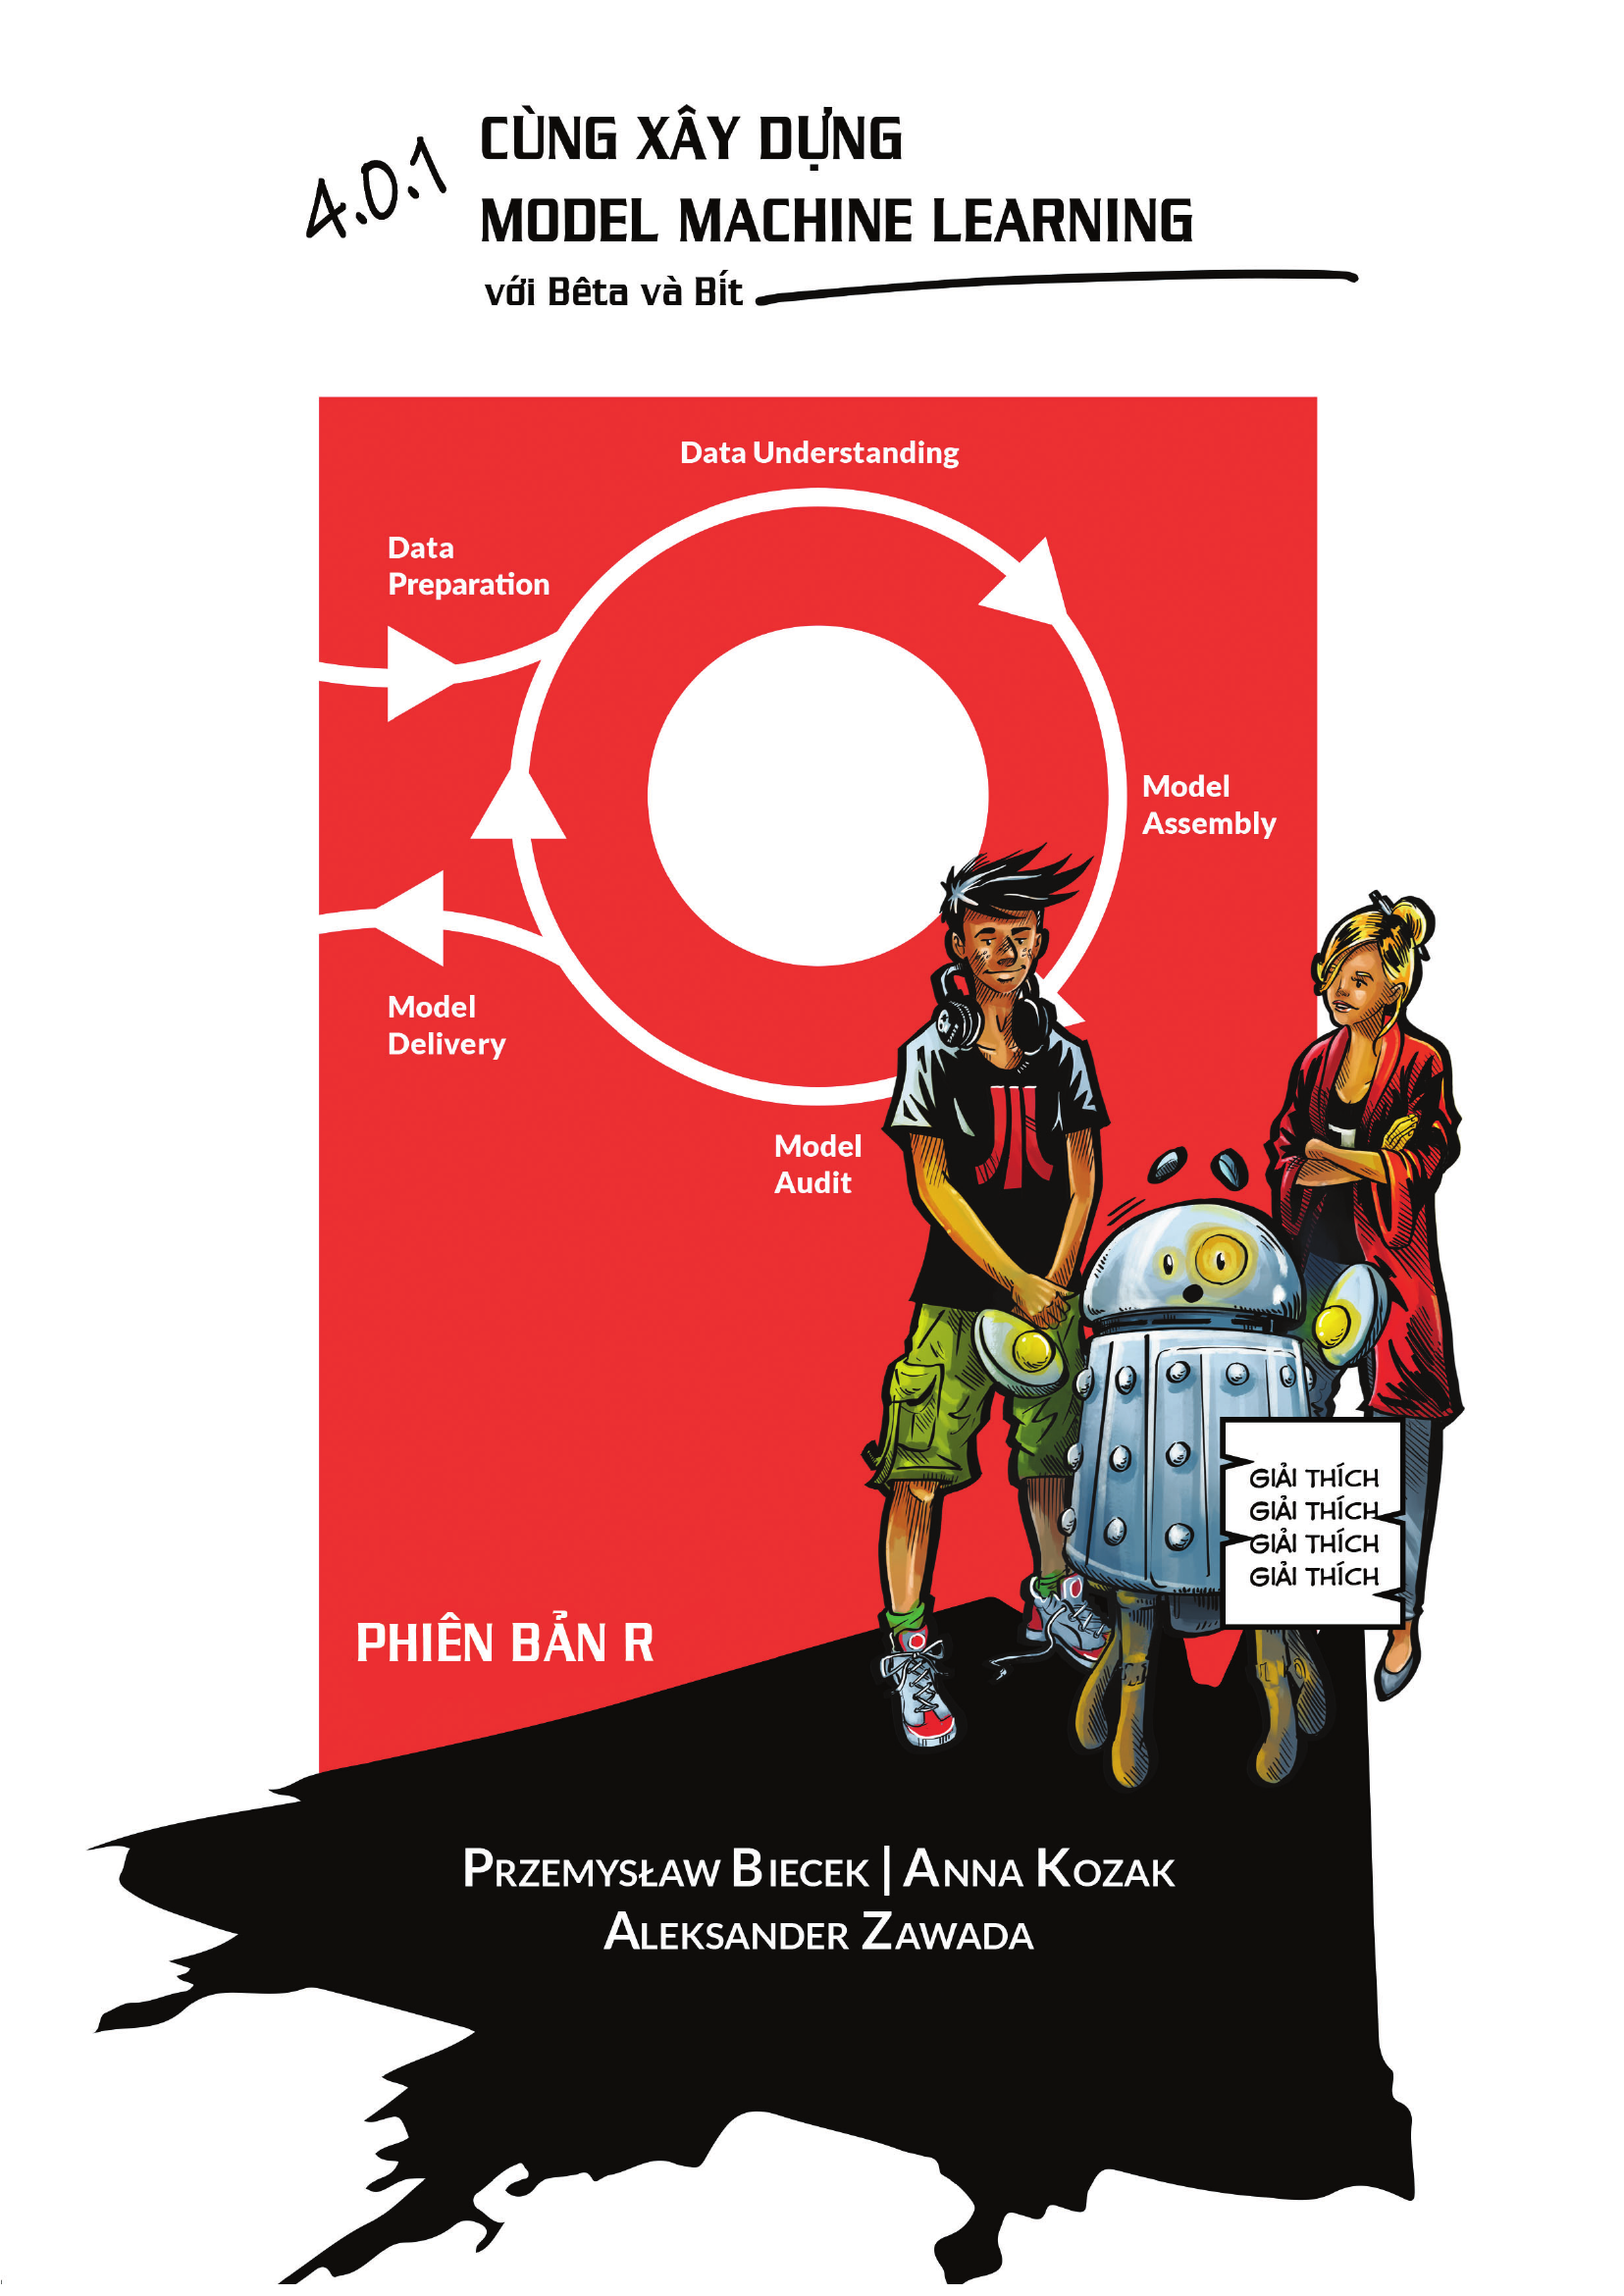 4.0.1
CÙNG XÂY DỰNG
MODEL MACHINE LEARNING
với Bêta và Bít
Data Understanding
Data
Preparation
Model
Assembly
Model
Delivery
Model
Audit
GIẢI THÍCH
GIẢI THÍCH
GIẢI THÍCH
GIẢI THÍCH
PHIÊN BẢN R
PRZEMYSŁAW BIECEK | ANNA KOZAK
ALEKSANDER ZAWADA